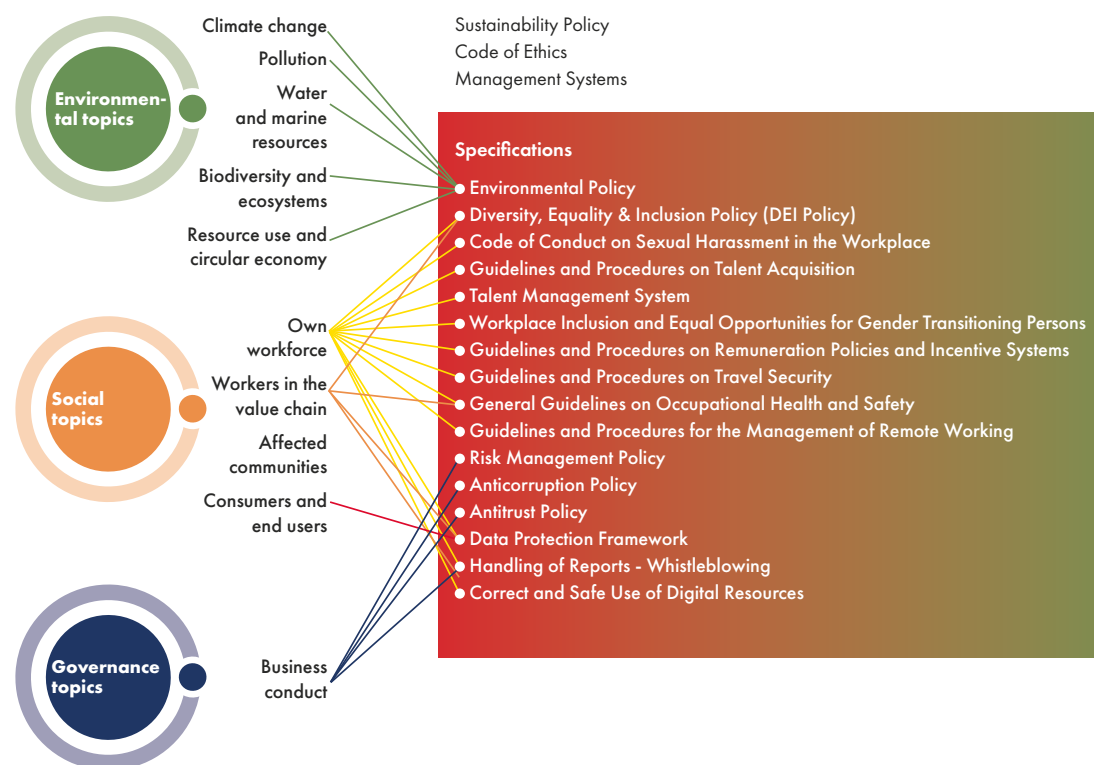 Environmen-
tal topics
Climate change
Pollution
Water
and marine
resources
Biodiversity and
ecosystems
Resource use and
circular economy
Social
topics
Own
workforce
Workers in the
value chain
Affected
communities
Consumers and
end users
Governance
topics
Business
conduct
Sustainability Policy
Code of Ethics
Management Systems
Specifications
Environmental Policy
Diversity, Equality & Inclusion Policy (DEI Policy)
Code of Conduct on Sexual Harassment in the Workplace
Guidelines and Procedures on Talent Acquisition
Talent Management System
Workplace Inclusion and Equal Opportunities for Gender Transitioning Persons
Guidelines and Procedures on Remuneration Policies and Incentive Systems
Guidelines and Procedures on Travel Security
General Guidelines on Occupational Health and Safety
Guidelines and Procedures for the Management of Remote Working
Risk Management Policy
Anticorruption Policy
Antitrust Policy
Data Protection Framework
Handling of Reports - Whistleblowing
Correct and Safe Use of Digital Resources